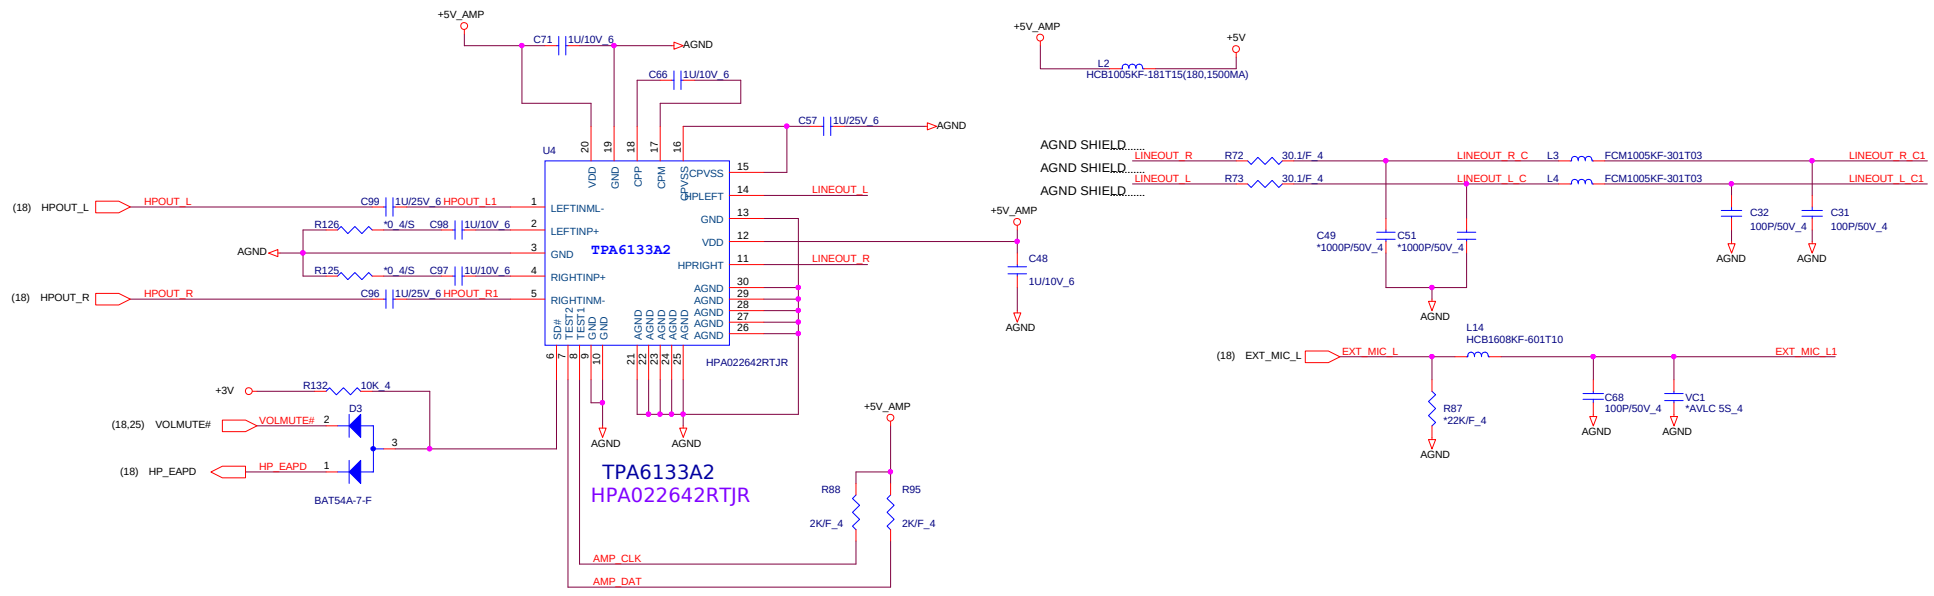 +5V_AMP
C71
1U/10V_6
AGND
C66
1U/10V_6
C57
1U/25V_6
AGND
+5V_AMP
+5V
L2
HCB1005KF-181T15(180,1500MA)
U4
20
19
18
17
16
VDD
GND
CPP
CPM
CPVSS
15
CPVSS
14
HPLEFT
LINEOUT_L
13
GND
12
VDD
11
HPRIGHT
LINEOUT_R
30
AGND
29
AGND
28
AGND
27
AGND
26
AGND
(18)
HPOUT_L
HPOUT_L
C99
1U/25V_6
HPOUT_L1
1
LEFTINML-
R126
*0_4/S
C98
1U/10V_6
2
LEFTINP+
AGND
3
GND
TPA6133A2
R125
*0_4/S
C97
1U/10V_6
4
RIGHTINP+
(18)
HPOUT_R
HPOUT_R
C96
1U/25V_6
HPOUT_R1
5
RIGHTINM-
SD#
TEST2
TEST1
GND
GND
AGND
AGND
AGND
AGND
AGND
6
7
8
9
10
21
22
23
24
25
HPA022642RTJR
+5V_AMP
C48
1U/10V_6
AGND
+3V
R132
10K_4
(18,25)
VOLMUTE#
VOLMUTE#
2
D3
3
(18)
HP_EAPD
HP_EAPD
1
BAT54A-7-F
AGND
AGND
TPA6133A2
HPA022642RTJR
+5V_AMP
R88
R95
2K/F_4
2K/F_4
AMP_CLK
AMP_DAT
AGND SHIELD
LINEOUT_R
R72
30.1/F_4
LINEOUT_R_C
L3
FCM1005KF-301T03
LINEOUT_R_C1
AGND SHIELD
LINEOUT_L
R73
30.1/F_4
LINEOUT_L_C
L4
FCM1005KF-301T03
LINEOUT_L_C1
AGND SHIELD
C49
*1000P/50V_4
C51
*1000P/50V_4
AGND
C32
100P/50V_4
AGND
C31
100P/50V_4
AGND
L14
HCB1608KF-601T10
(18)
EXT_MIC_L
EXT_MIC_L
EXT_MIC_L1
R87
*22K/F_4
AGND
C68
100P/50V_4
AGND
VC1
*AVLC 5S_4
AGND